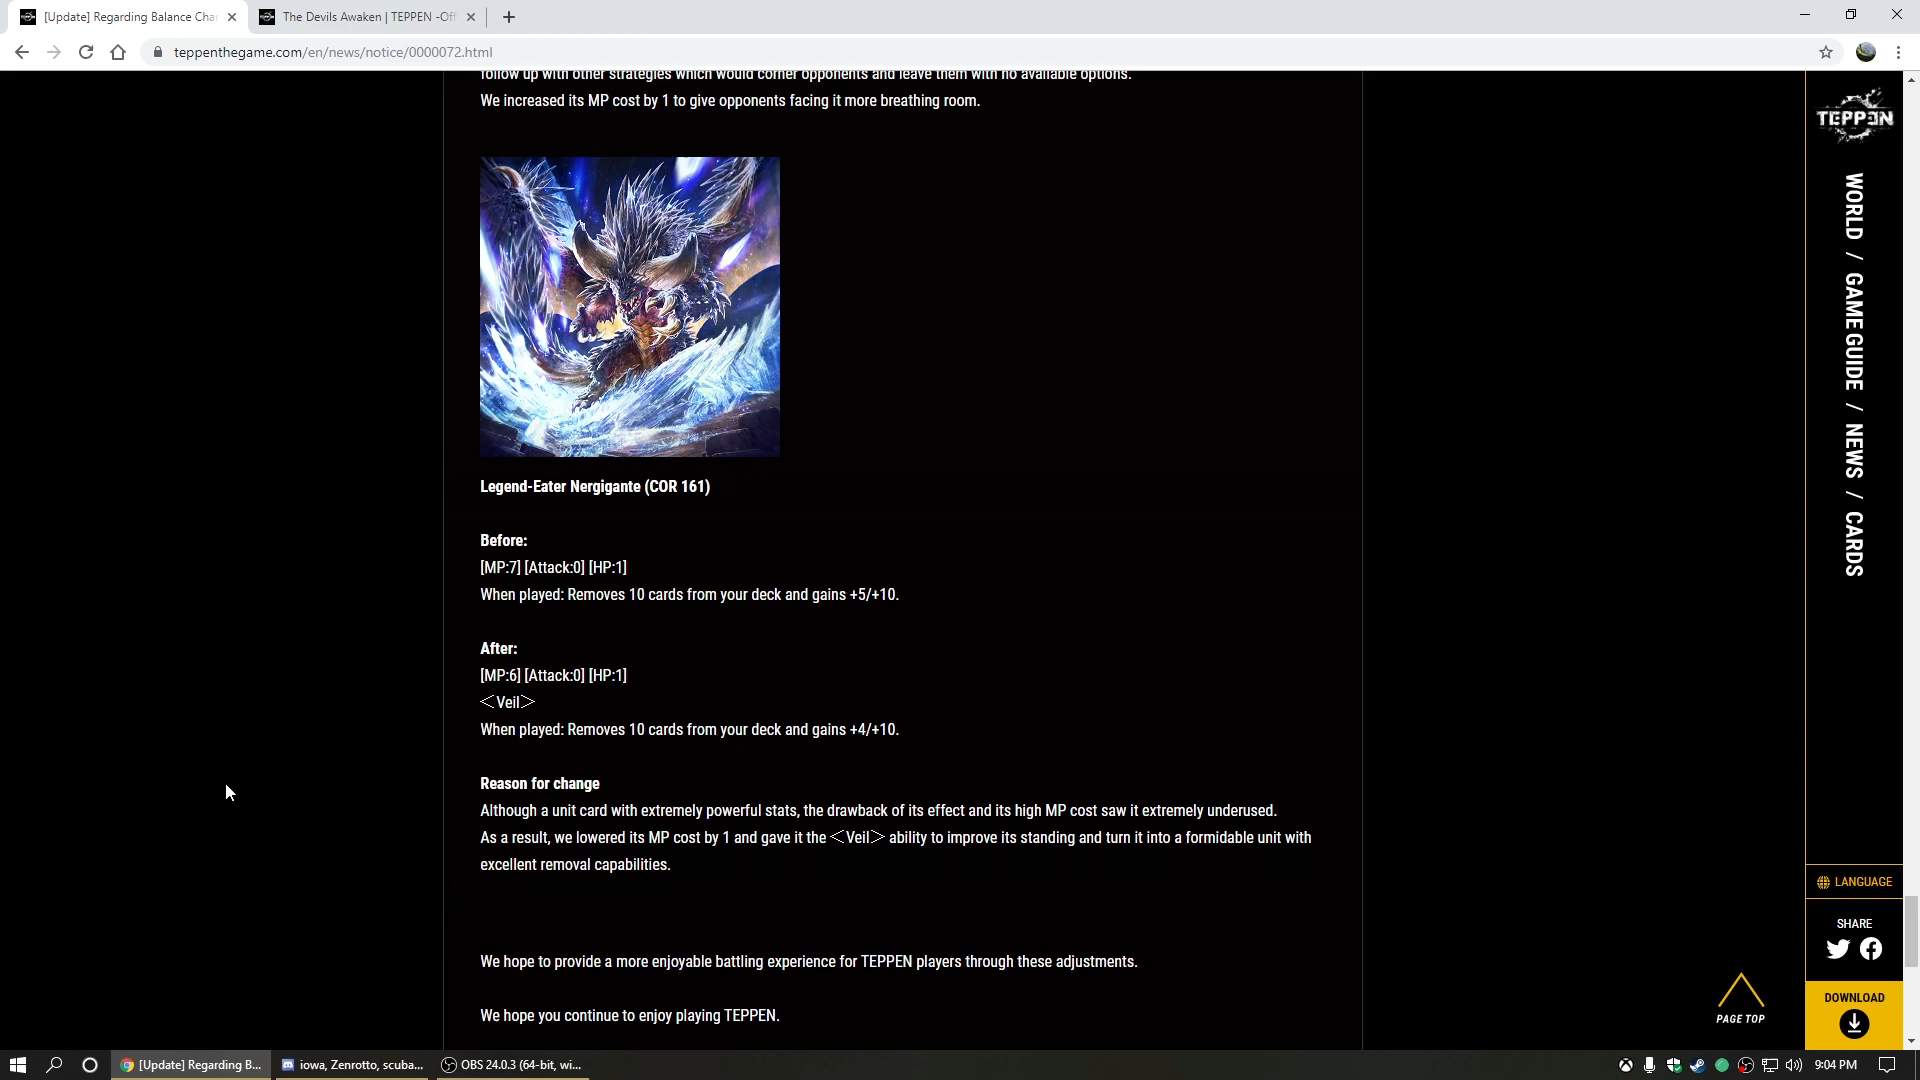 [Update] Regarding Balance Cha
The Devils Awaken | TEPPEN -Off
teppenthegame.com/en/news/notice/0000072.html
follow up with other strategies which would corner opponents and leave them with no available options.
We increased its MP cost by 1 to give opponents facing it more breathing room.
Legend-Eater Nergigante (COR 161)
Before:
[MP:7] [Attack:0] [HP:1]
When played: Removes 10 cards from your deck and gains +5/+10.
After:
[MP:6] [Attack:0] [HP:1]
＜Veil＞
When played: Removes 10 cards from your deck and gains +4/+10.
Reason for change
Although a unit card with extremely powerful stats, the drawback of its effect and its high MP cost saw it extremely underused.
As a result, we lowered its MP cost by 1 and gave it the ＜Veil＞ ability to improve its standing and turn it into a formidable unit with
excellent removal capabilities.
We hope to provide a more enjoyable battling experience for TEPPEN players through these adjustments.
We hope you continue to enjoy playing TEPPEN.
TEPPEN
WORLD / GAME GUIDE / NEWS / CARDS
LANGUAGE
SHARE
DOWNLOAD
PAGE TOP
[Update] Regarding B...
iowa, Zenrotto, scuba...
OBS 24.0.3 (64-bit, wi...
9:04 PM